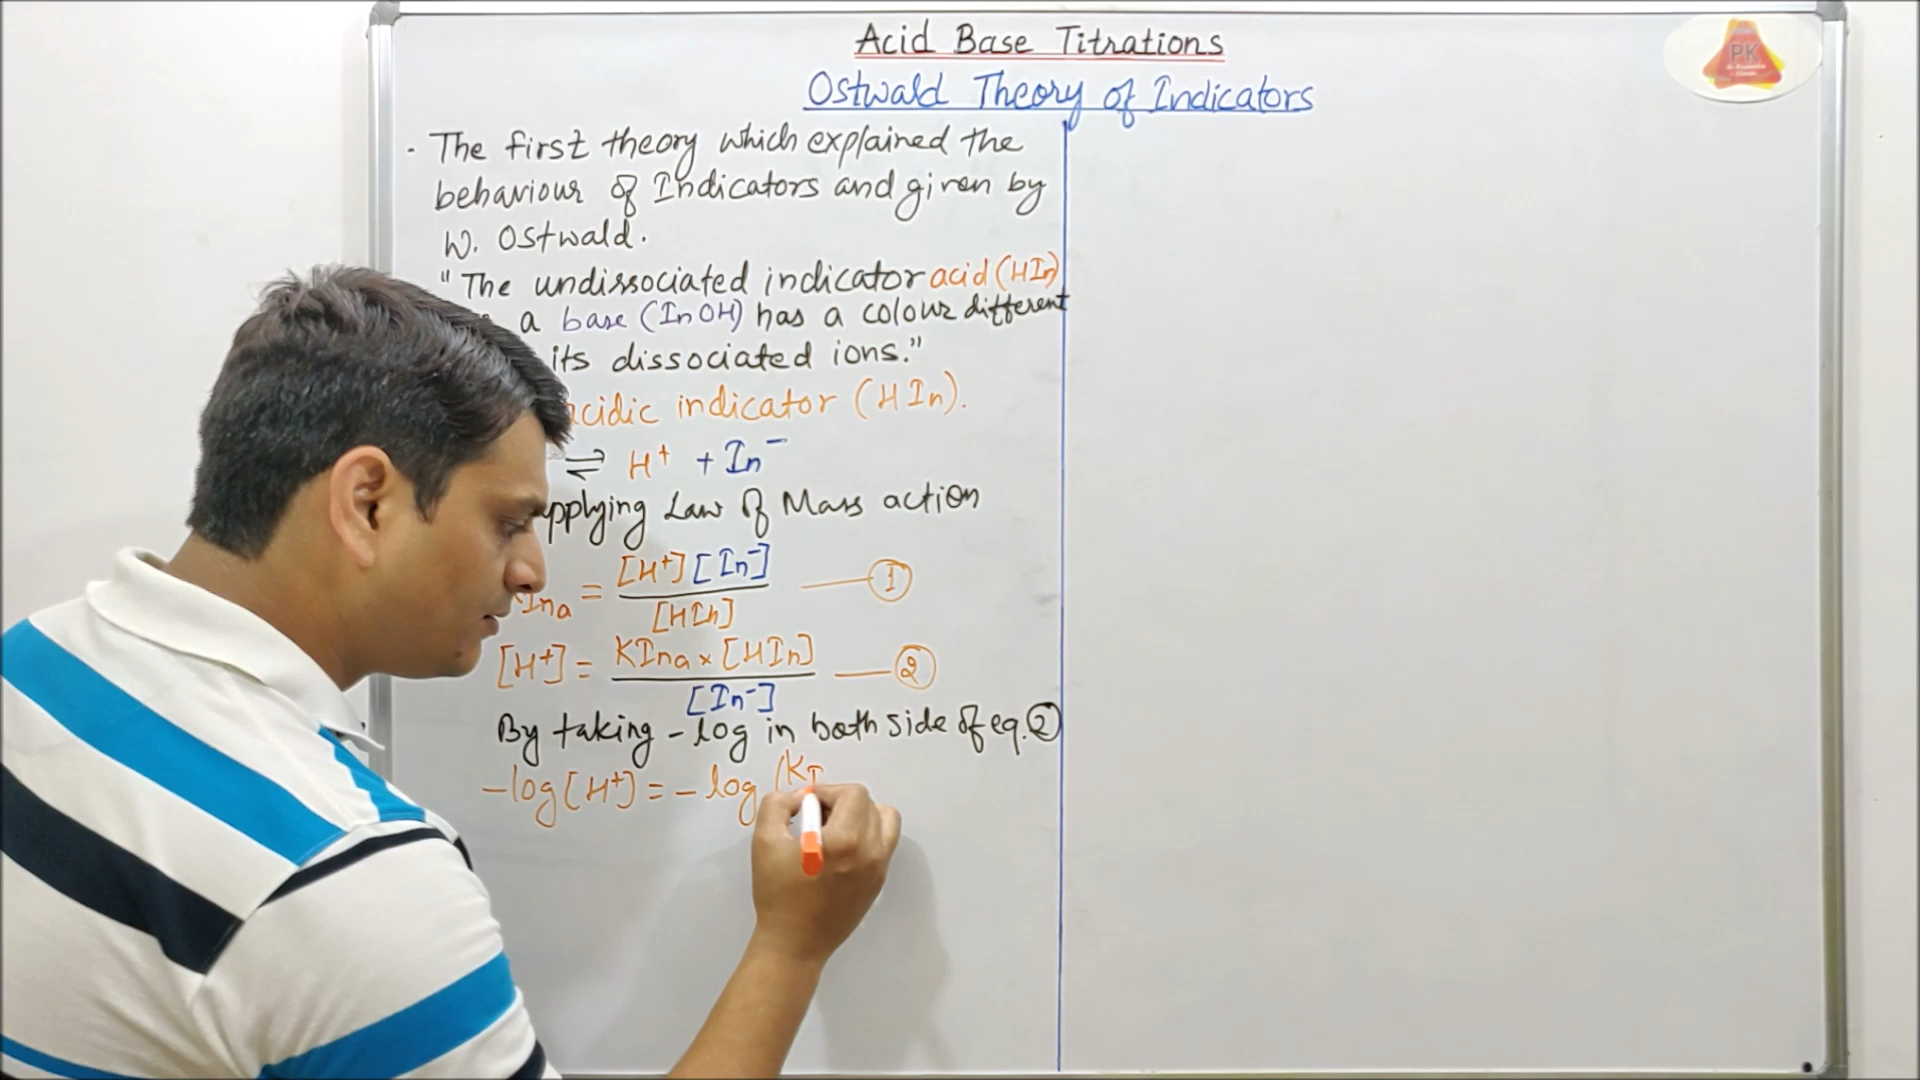 Acid Base Titrations
Ostwald Theory of Indicators
PK
· The first theory which explained the
behaviour of Indicators and given by
W. Ostwald.
"The undissociated indicator acid (HIn)
a base (InOH) has a colour different
its dissociated ions."
acidic indicator (HIn).
⇌ H⁺ + In⁻
applying Law of Mass action
Ina = [H⁺][In⁻] / [HIn] — ①
[H⁺] = KIna × [HIn] / [In⁻] — ②
By taking -log in both side of eq. ②
-log[H⁺] = -log (KI